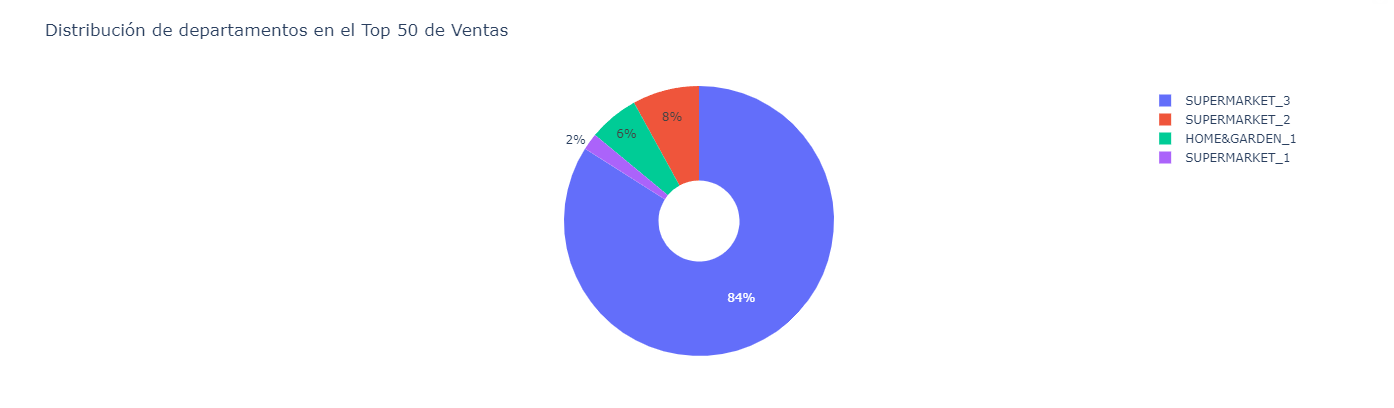 Distribución de departamentos en el Top 50 de Ventas
SUPERMARKET_3
SUPERMARKET_2
HOME&GARDEN_1
SUPERMARKET_1
8%
6%
2%
84%